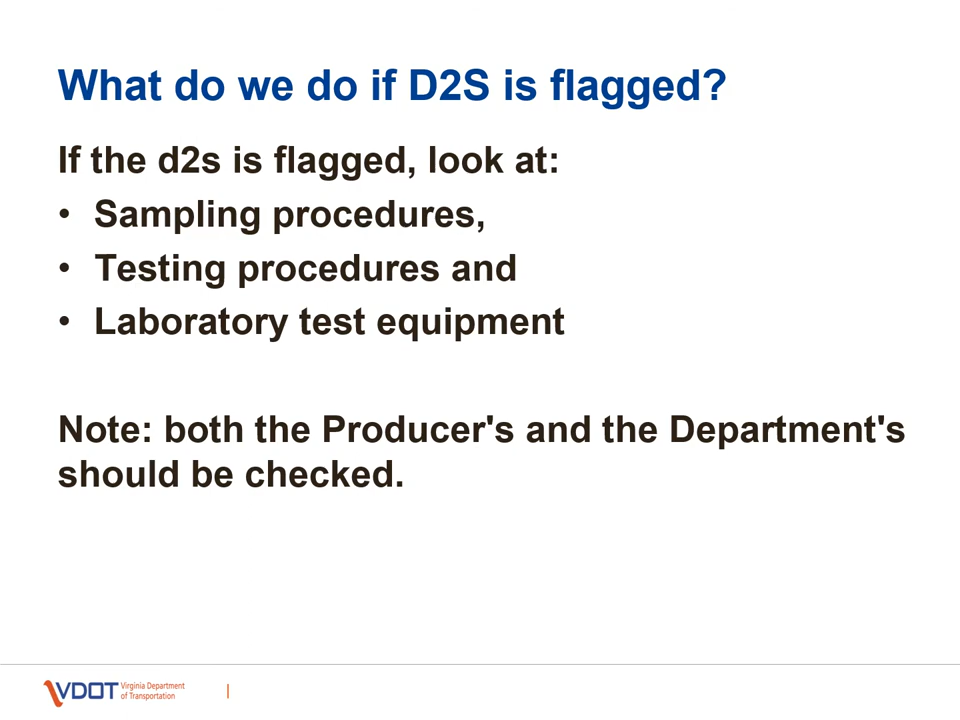 What do we do if D2S is flagged?
If the d2s is flagged, look at:
• Sampling procedures,
• Testing procedures and
• Laboratory test equipment
Note: both the Producer's and the Department's
should be checked.
VDOT Virginia Department
of Transportation